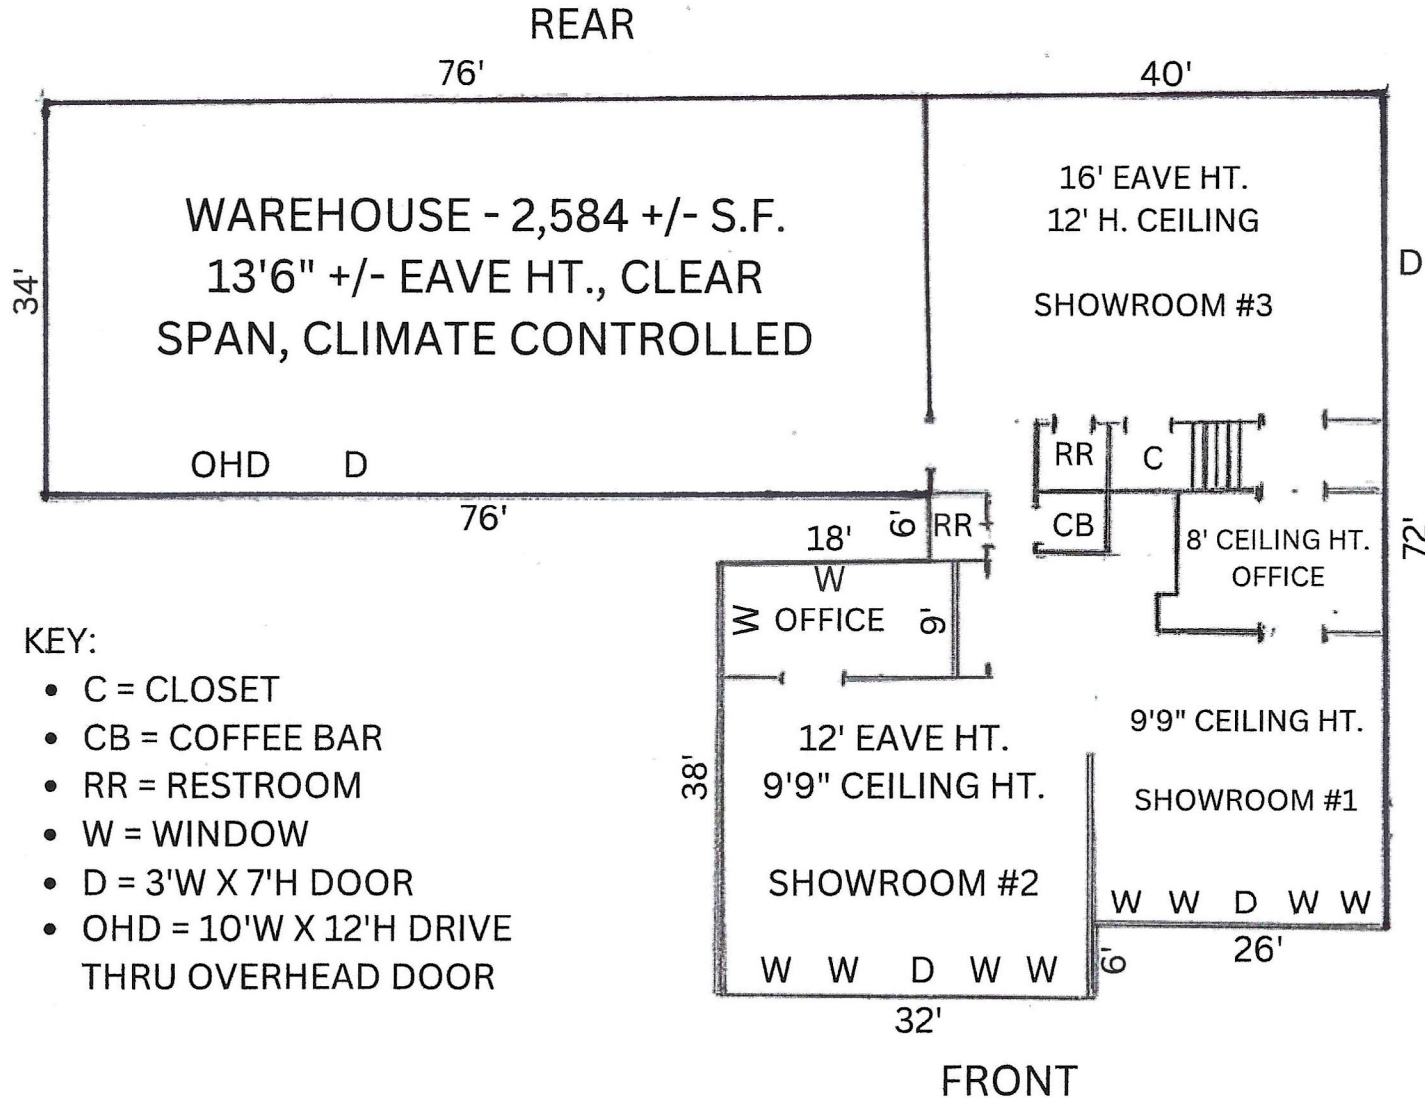 REAR
76'
40'
16' EAVE HT.
12' H. CEILING
WAREHOUSE - 2,584 +/- S.F.
13'6" +/- EAVE HT., CLEAR
SPAN, CLIMATE CONTROLLED
34'
D
SHOWROOM #3
OHD D
RR C
76'
6'
RR
CB
18'
72'
8' CEILING HT.
OFFICE
W
W
OFFICE
9'
KEY:
• C = CLOSET
• CB = COFFEE BAR
• RR = RESTROOM
• W = WINDOW
• D = 3'W X 7'H DOOR
• OHD = 10'W X 12'H DRIVE
THRU OVERHEAD DOOR
38'
12' EAVE HT.
9'9" CEILING HT.
9'9" CEILING HT.
SHOWROOM #1
SHOWROOM #2
W W D W W
26'
6'
W W D W W
32'
FRONT